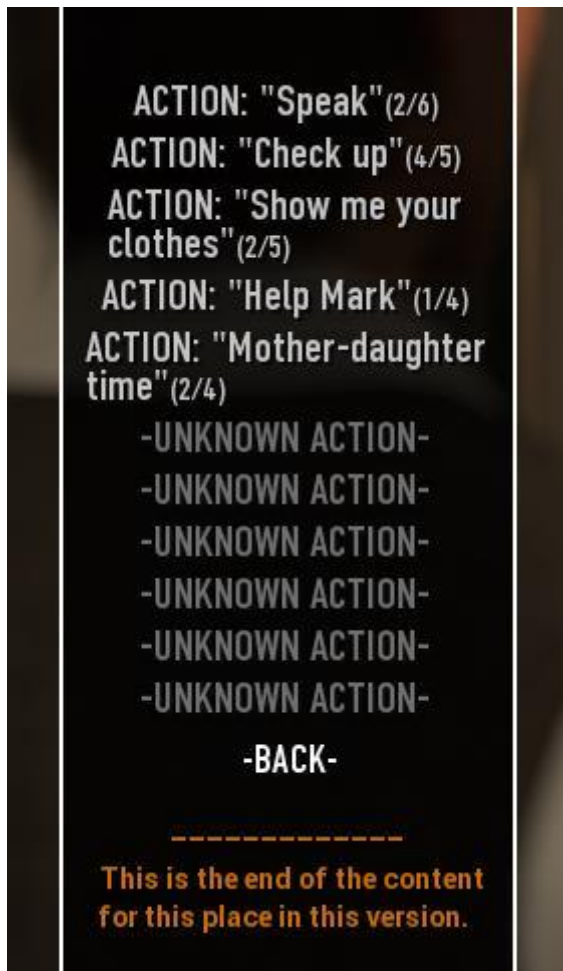 ACTION: "Speak"(2/6)
ACTION: "Check up"(4/5)
ACTION: "Show me your
clothes"(2/5)
ACTION: "Help Mark"(1/4)
ACTION: "Mother-daughter
time"(2/4)
-UNKNOWN ACTION-
-UNKNOWN ACTION-
-UNKNOWN ACTION-
-UNKNOWN ACTION-
-UNKNOWN ACTION-
-UNKNOWN ACTION-
-BACK-
_____________
This is the end of the content
for this place in this version.